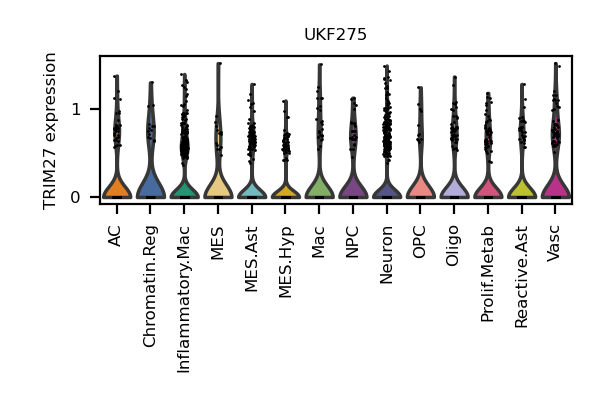 UKF275
TRIM27 expression
1
0
AC
Chromatin.Reg
Inflammatory.Mac
MES
MES.Ast
MES.Hyp
Mac
NPC
Neuron
OPC
Oligo
Prolif.Metab
Reactive.Ast
Vasc